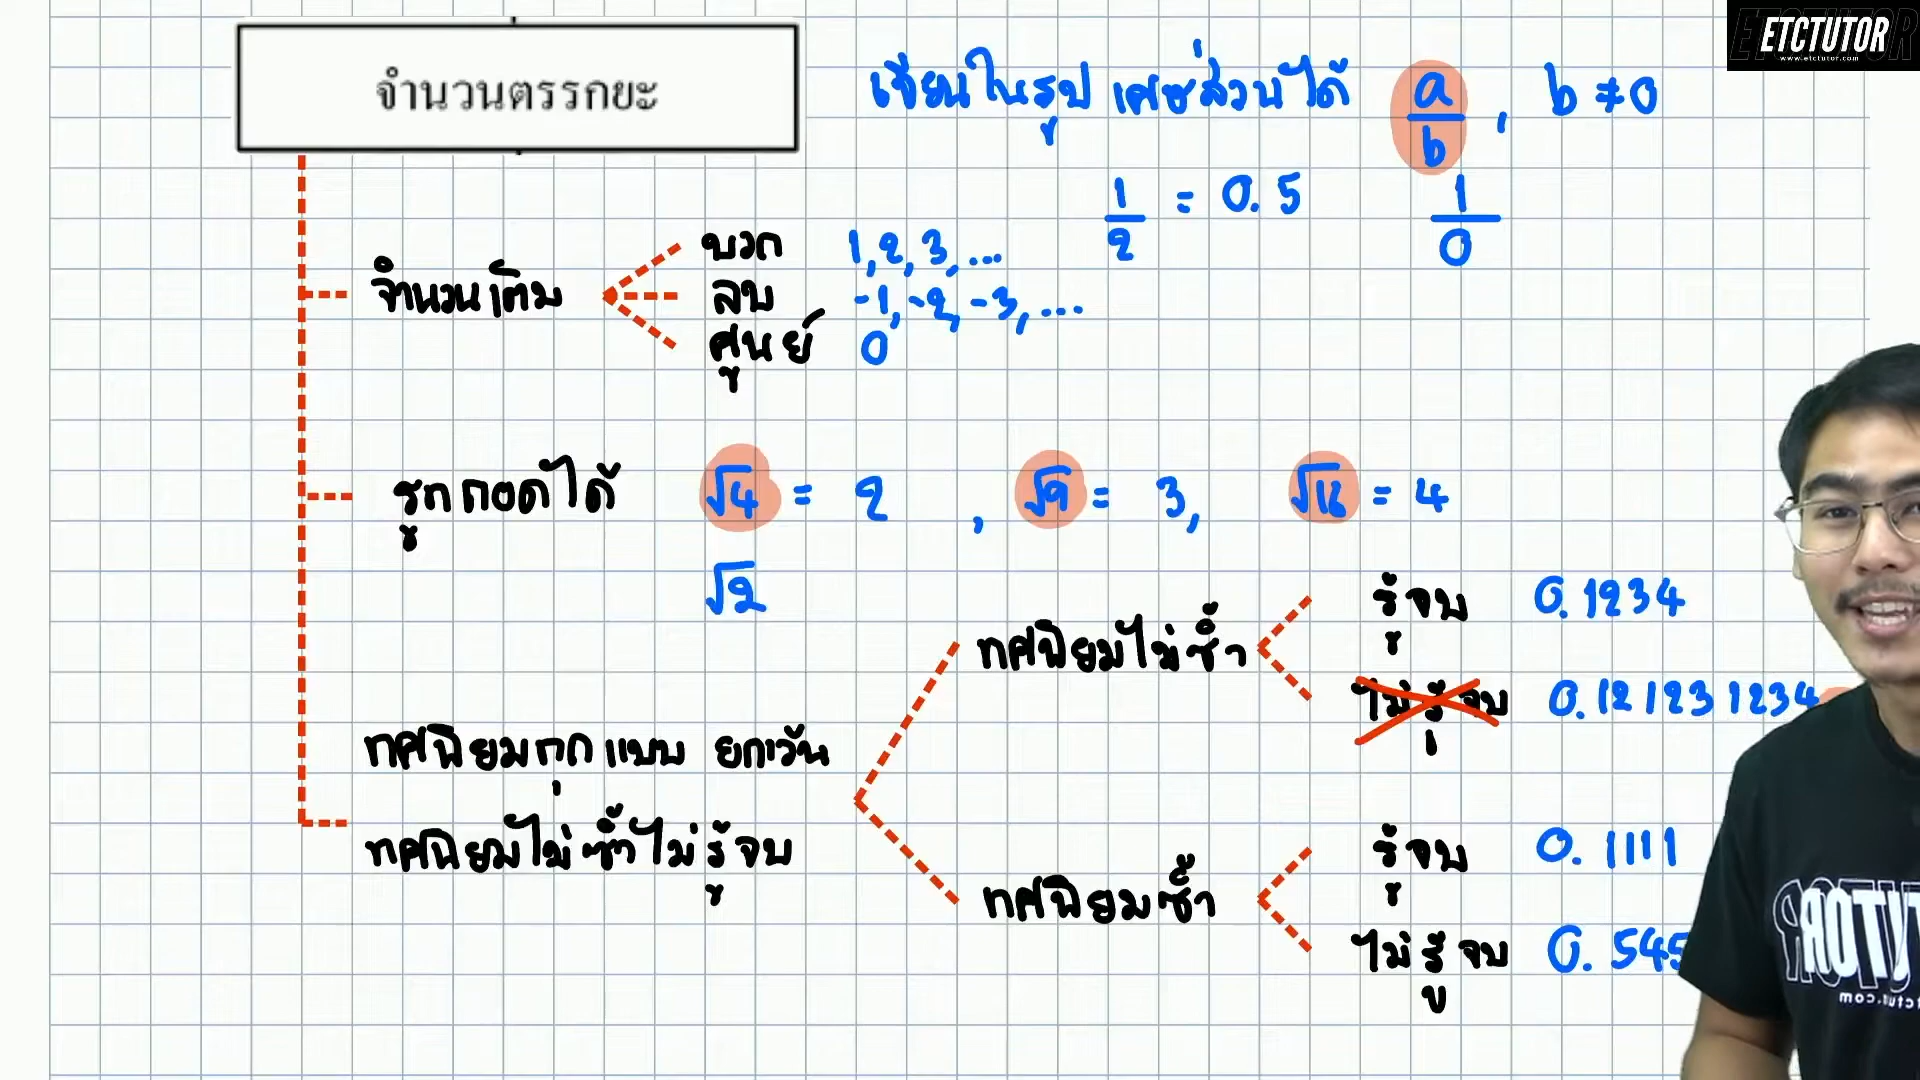 ETCTUTOR
www.etctutor.com
จำนวนตรรกยะ
เขียนในรูป เศษส่วนได้ a/b , b ≠ 0
1/2 = 0.5
1/0
จำนวนเต็ม
บวก 1, 2, 3, ...
ลบ -1, -2, -3, ...
ศูนย์ 0
รูทถอดได้ √4 = 2 , √9 = 3, √16 = 4
√2
ทศนิยมทุกแบบ ยกเว้น
ทศนิยมไม่ซ้ำไม่รู้จบ
ทศนิยมไม่ซ้ำ
รู้จบ 0.1234
ไม่รู้จบ 0.121231234
ทศนิยมซ้ำ
รู้จบ 0.1111
ไม่รู้จบ 0.545